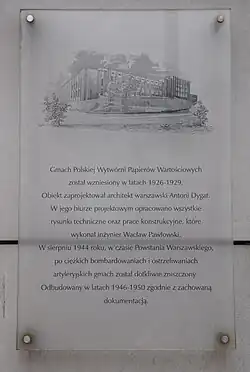 Gmach Polskiej Wytwórni Papierów Wartościowych
został wzniesiony w latach 1926-1929.
Obiekt zaprojektował architekt warszawski Antoni Dygat.
W jego biurze projektowym opracowano wszystkie
rysunki techniczne oraz prace konstrukcyjne, które
wykonał inżynier Wacław Pawłowski.
W sierpniu 1944 roku, w czasie Powstania Warszawskiego,
po ciężkich bombardowaniach i ostrzeliwaniach
artyleryjskich gmach został dotkliwie zniszczony.
Odbudowany w latach 1946-1950 zgodnie z zachowaną
dokumentacją.